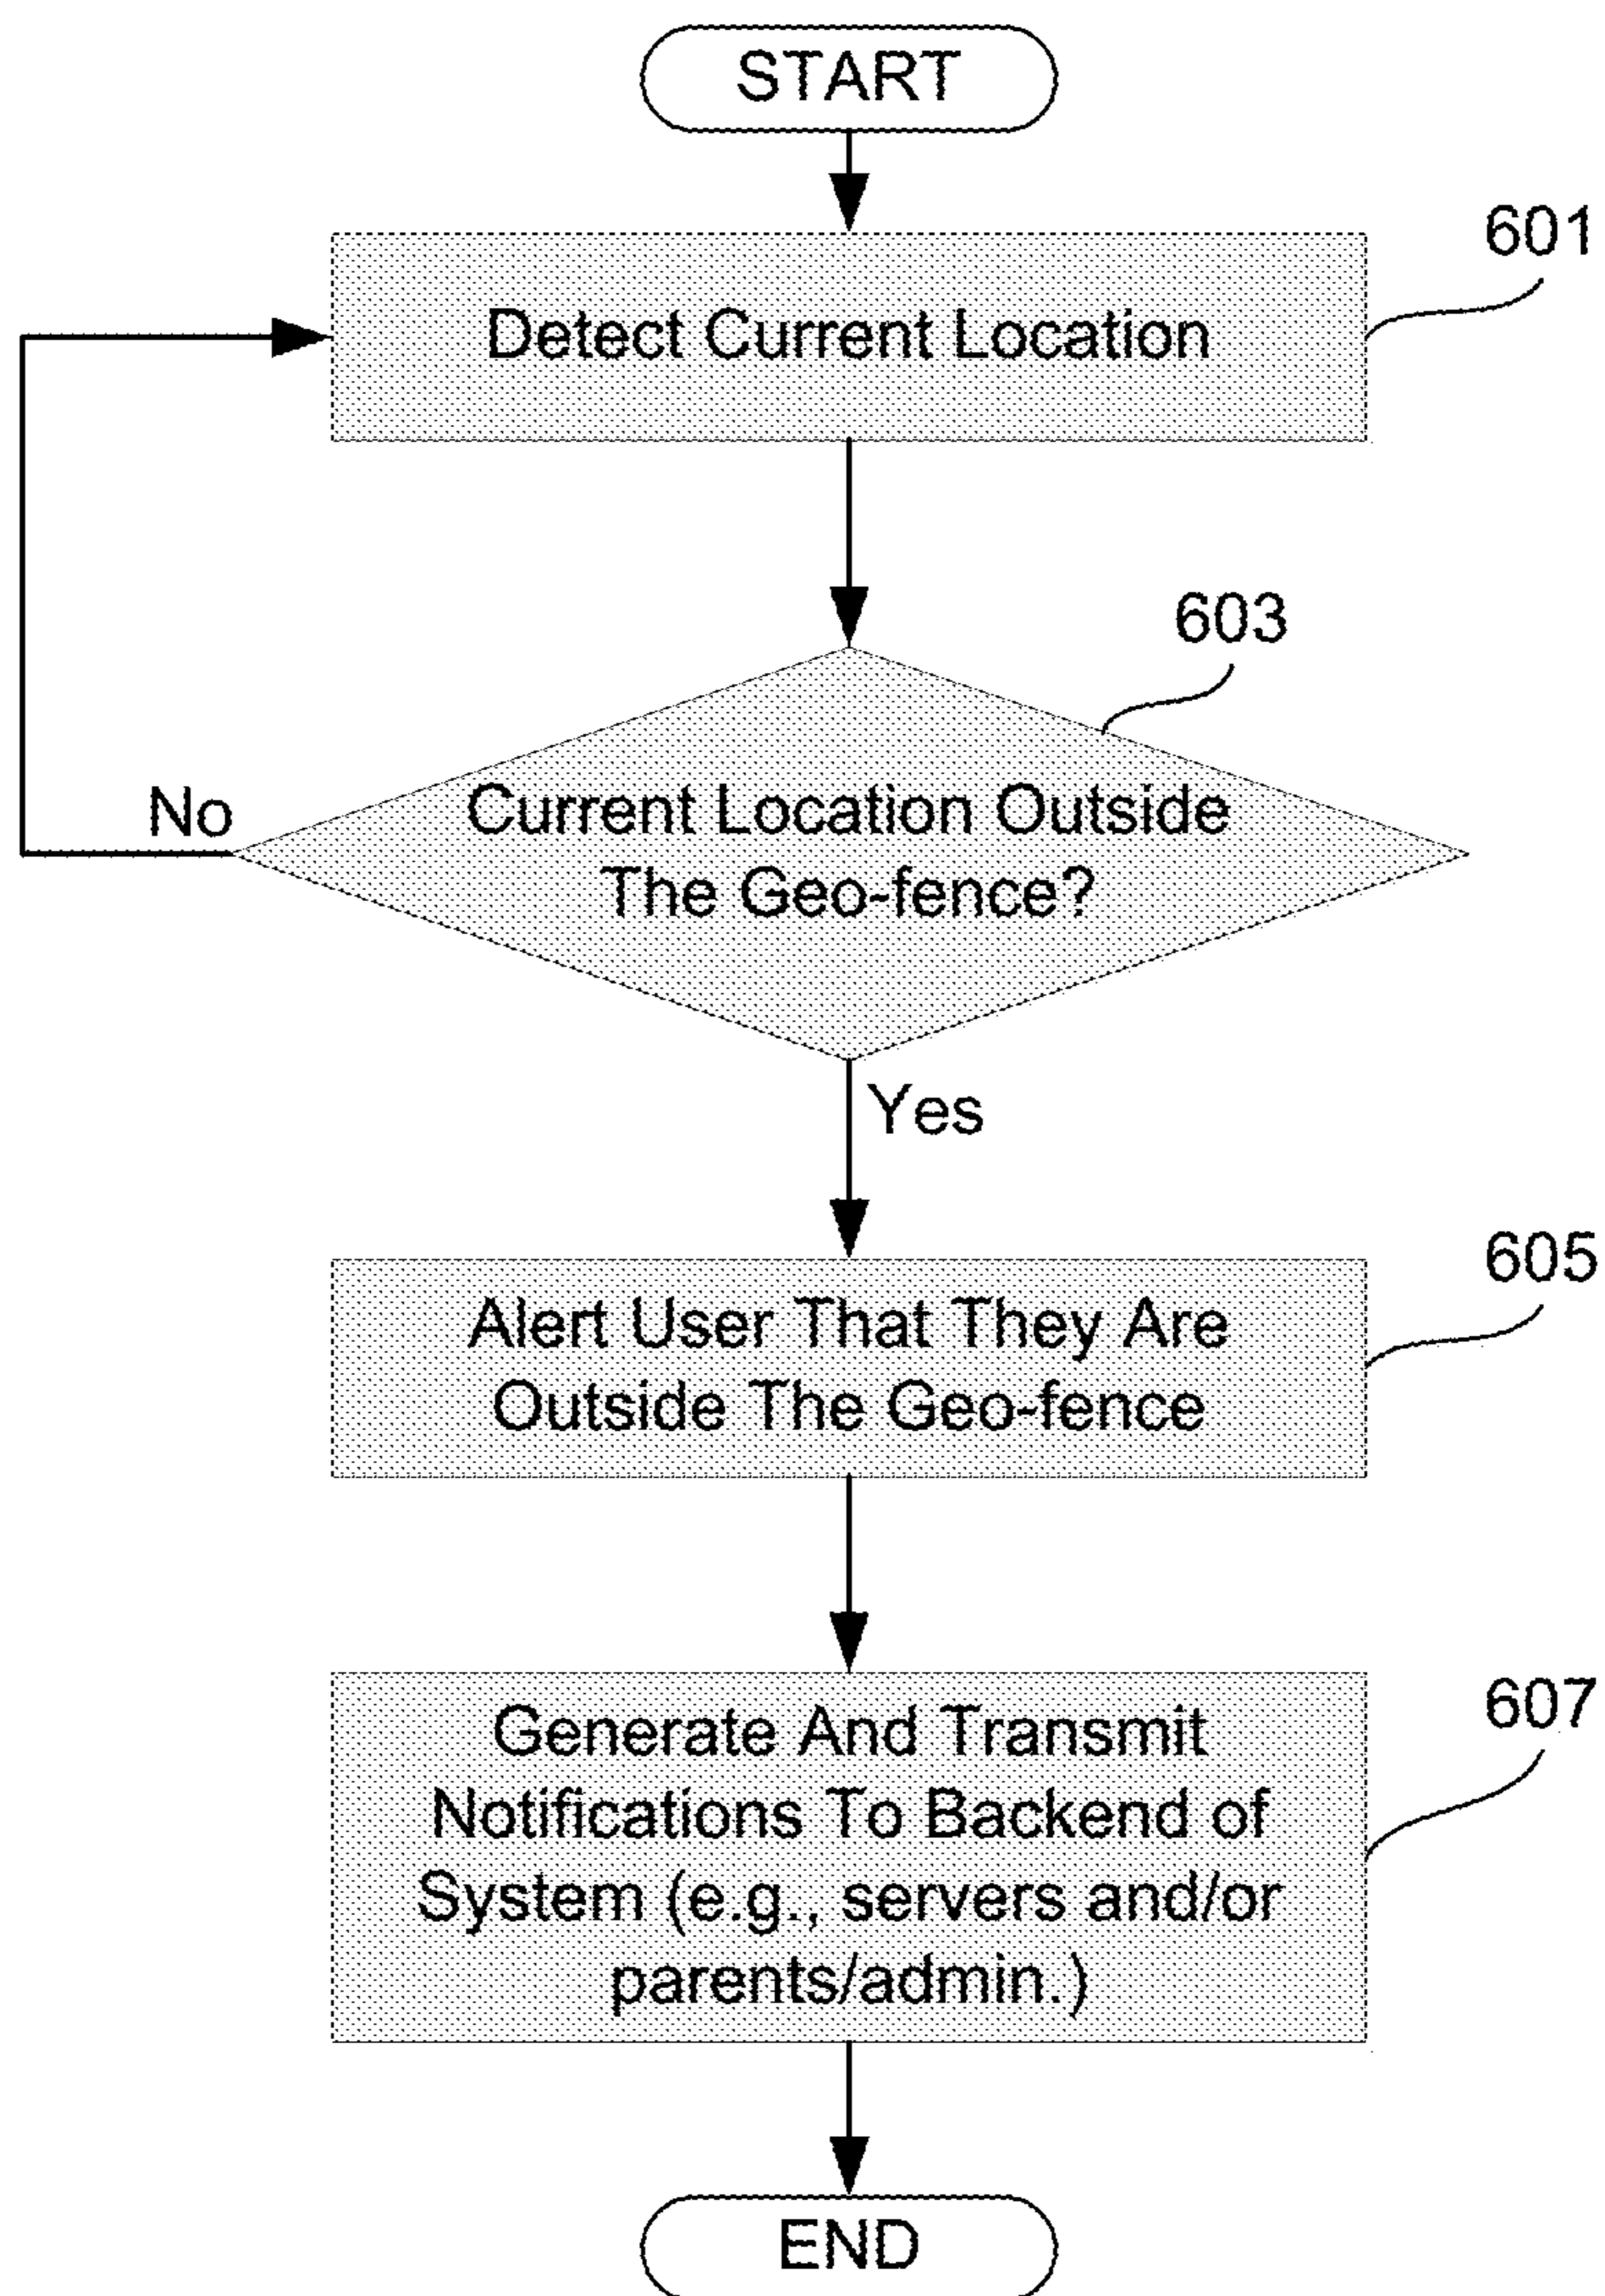 START
601
Detect Current Location
603
No
Current Location Outside
The Geo-fence?
Yes
605
Alert User That They Are
Outside The Geo-fence
607
Generate And Transmit
Notifications To Backend of
System (e.g., servers and/or
parents/admin.)
END